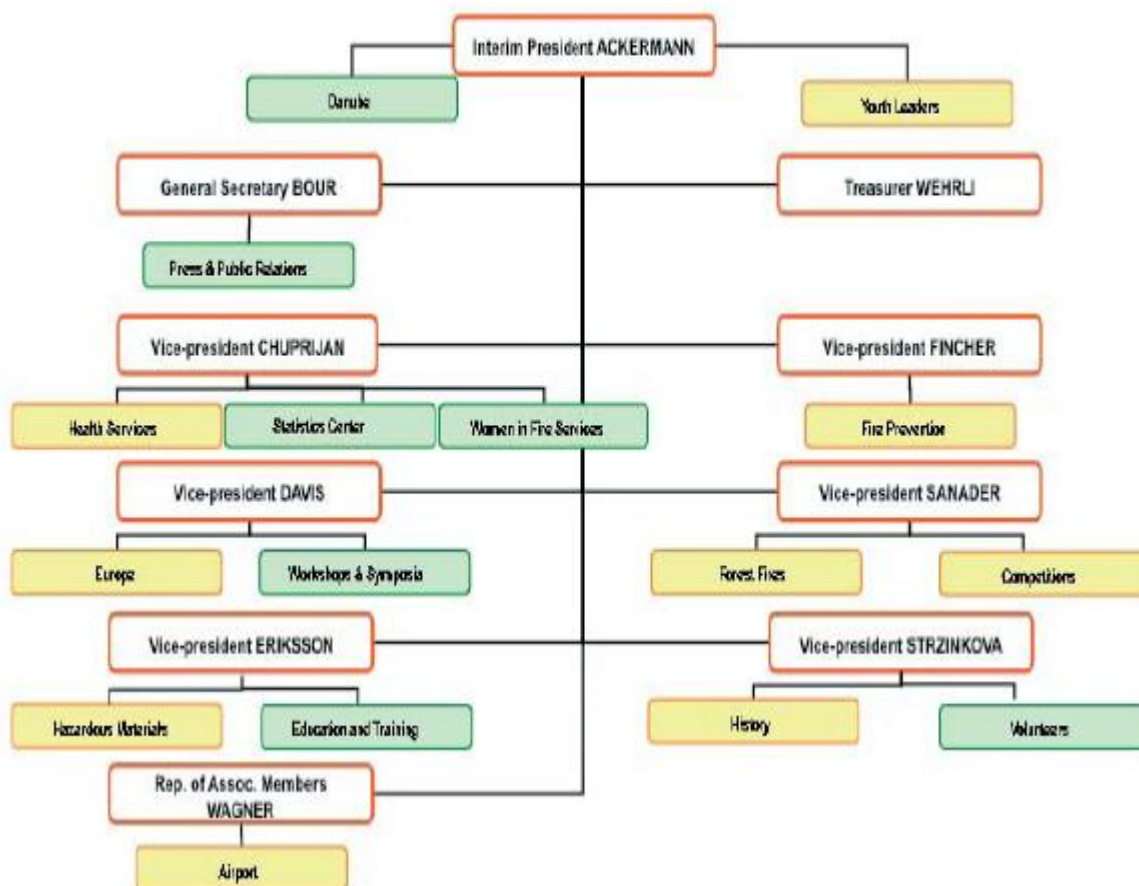 Interim President ACKERMANN
Danube
Youth Leaders
General Secretary BOUR
Treasurer WEHRLI
Press & Public Relations
Vice-president CHUPRIJAN
Vice-president FINCHER
Health Services
Statistics Center
Women in Fire Services
Fire Prevention
Vice-president DAVIS
Vice-president SANADER
Europe
Workshops & Symposia
Forest Fires
Competitions
Vice-president ERIKSSON
Vice-president STRZINKOVA
Hazardous Materials
Education and Training
History
Volunteers
Rep. of Assoc. Members
WAGNER
Airport